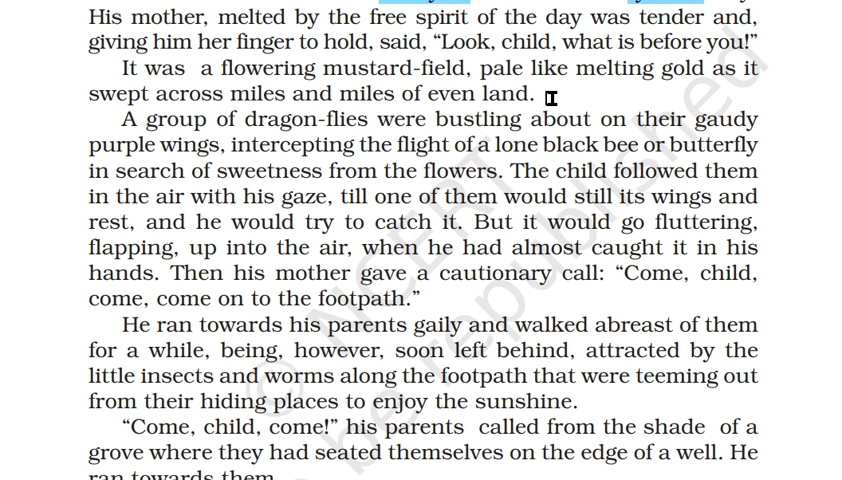 His mother, melted by the free spirit of the day was tender and,
giving him her finger to hold, said, “Look, child, what is before you!”
It was a flowering mustard-field, pale like melting gold as it
swept across miles and miles of even land.
A group of dragon-flies were bustling about on their gaudy
purple wings, intercepting the flight of a lone black bee or butterfly
in search of sweetness from the flowers. The child followed them
in the air with his gaze, till one of them would still its wings and
rest, and he would try to catch it. But it would go fluttering,
flapping, up into the air, when he had almost caught it in his
hands. Then his mother gave a cautionary call: “Come, child,
come, come on to the footpath.”
He ran towards his parents gaily and walked abreast of them
for a while, being, however, soon left behind, attracted by the
little insects and worms along the footpath that were teeming out
from their hiding places to enjoy the sunshine.
“Come, child, come!” his parents called from the shade of a
grove where they had seated themselves on the edge of a well. He
ran towards them.
© NCERT
be republished